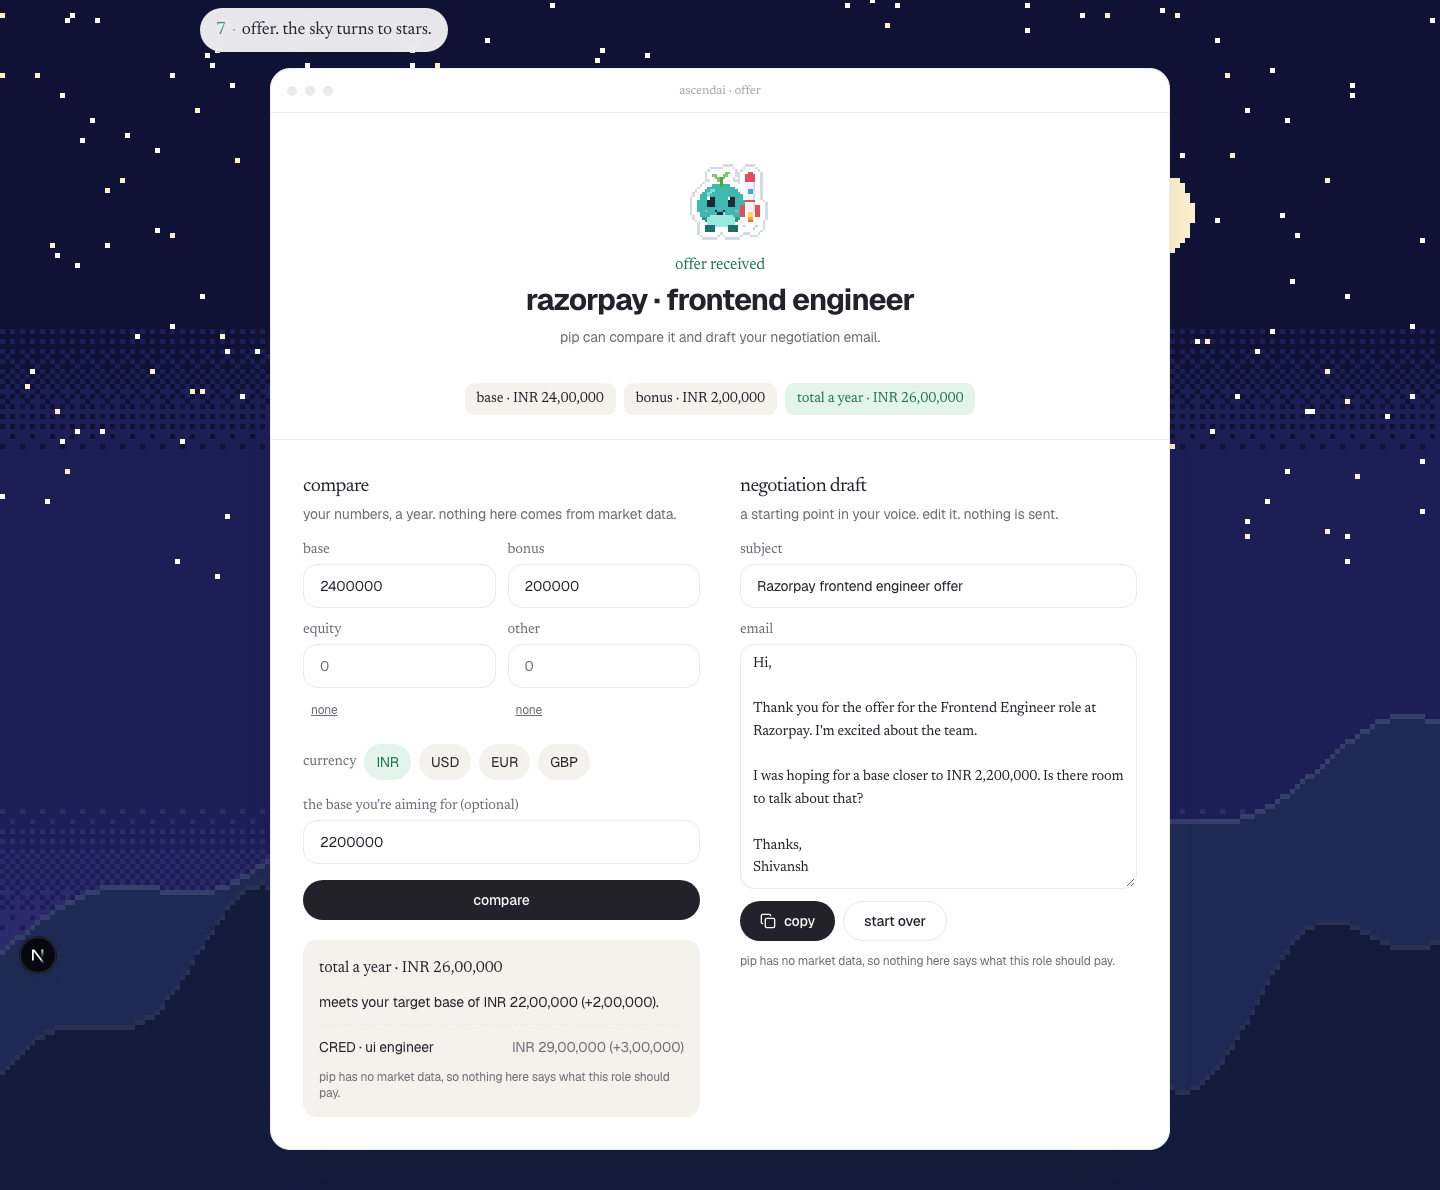 7 · offer. the sky turns to stars.
ascendai · offer
offer received
razorpay · frontend engineer
pip can compare it and draft your negotiation email.
base · INR 24,00,000
bonus · INR 2,00,000
total a year · INR 26,00,000
compare
your numbers, a year. nothing here comes from market data.
base
bonus
2400000
200000
equity
other
0
0
none
none
currency
INR
USD
EUR
GBP
the base you're aiming for (optional)
2200000
compare
total a year · INR 26,00,000
meets your target base of INR 22,00,000 (+2,00,000).
CRED · ui engineer
INR 29,00,000 (+3,00,000)
pip has no market data, so nothing here says what this role should
pay.
negotiation draft
a starting point in your voice. edit it. nothing is sent.
subject
Razorpay frontend engineer offer
email
Hi,
Thank you for the offer for the Frontend Engineer role at
Razorpay. I'm excited about the team.
I was hoping for a base closer to INR 2,200,000. Is there room
to talk about that?
Thanks,
Shivansh
copy
start over
pip has no market data, so nothing here says what this role should pay.
N